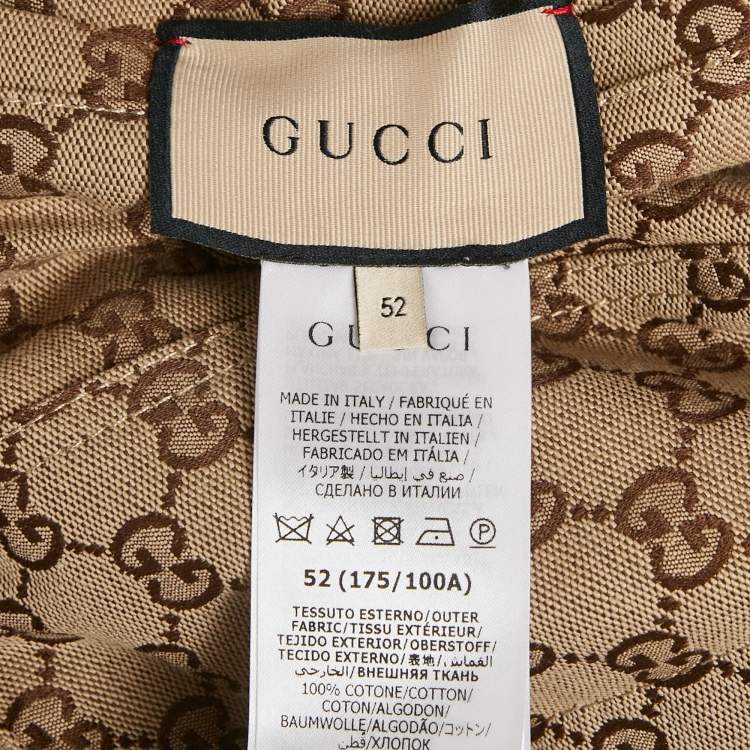 GUCCI
52
GUCCI
MADE IN ITALY / FABRIQUÉ EN
ITALIE / HECHO EN ITALIA /
HERGESTELLT IN ITALIEN /
FABRICADO EM ITÁLIA /
イタリア製 / صنع في إيطاليا /
СДЕЛАНО В ИТАЛИИ
P
52 (175/100A)
TESSUTO ESTERNO/OUTER
FABRIC/TISSU EXTÉRIEUR/
TEJIDO EXTERIOR/OBERSTOFF/
TECIDO EXTERNO/表地/القماش
الخارجي/ВНЕШНЯЯ ТКАНЬ
100% COTONE/COTTON/
COTON/ALGODON/
BAUMWOLLE/ALGODÃO/コットン/
قطن/ХЛОПОК